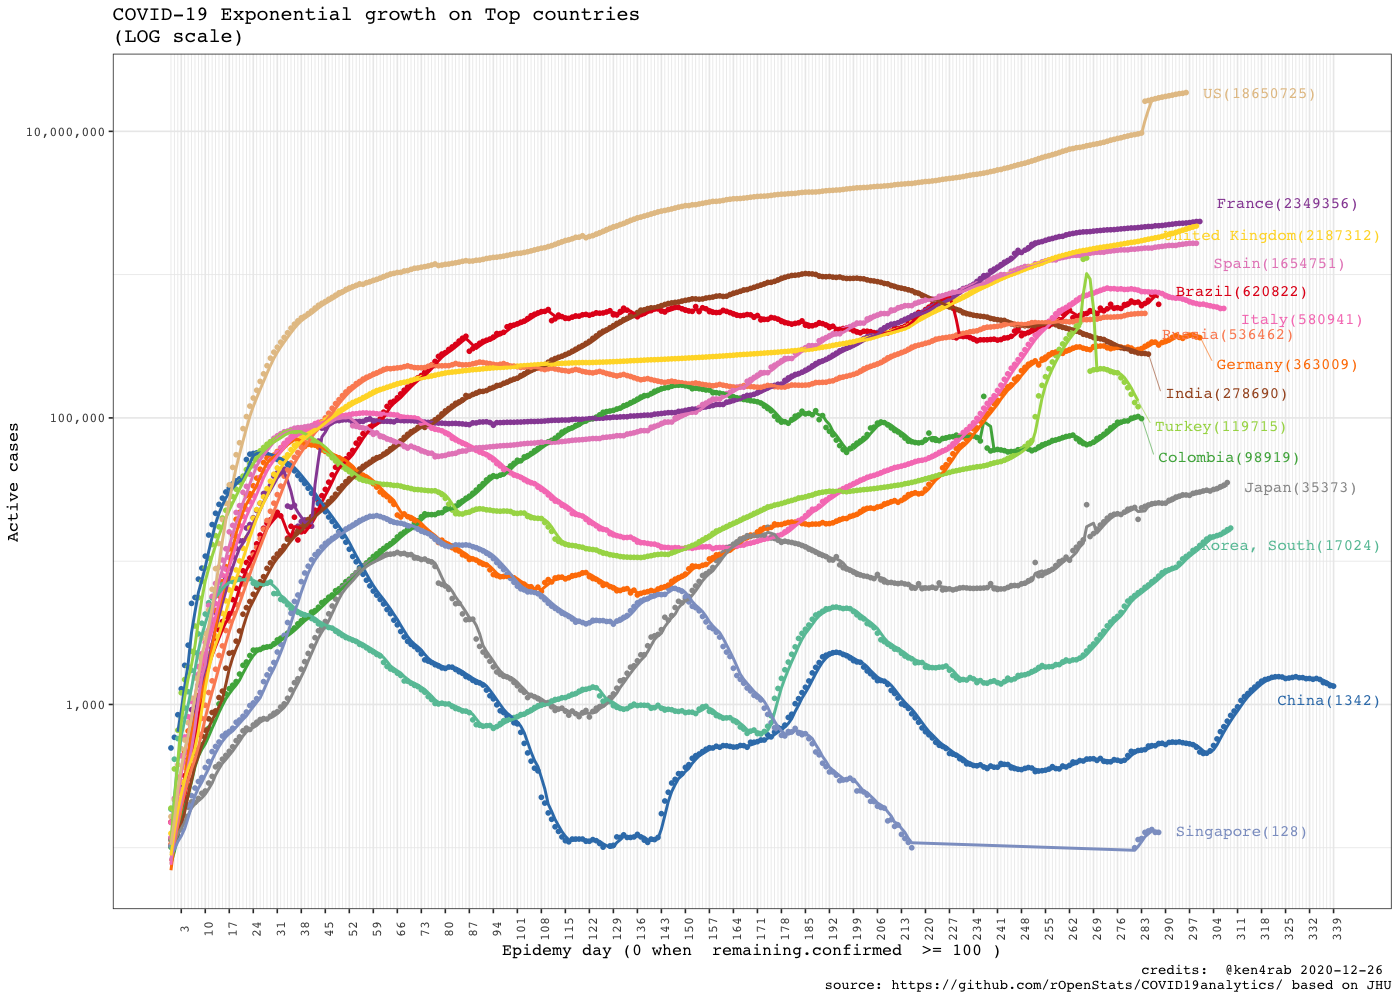 COVID-19 Exponential growth on Top countries
(LOG scale)
US(18650725)
10,000,000
France(2349356)
United Kingdom(2187312)
Spain(1654751)
Brazil(620822)
Italy(580941)
Russia(536462)
Germany(363009)
India(278690)
100,000
Turkey(119715)
Colombia(98919)
Japan(35373)
Korea, South(17024)
1,000
China(1342)
Singapore(128)
Active cases
3 10 17 24 31 38 45 52 59 66 73 80 87 94 101 108 115 122 129 136 143 150 157 164 171 178 185 192 199 206 213 220 227 234 241 248 255 262 269 276 283 290 297 304 311 318 325 332 339
Epidemy day (0 when  remaining.confirmed  >= 100 )
credits:  @ken4rab 2020-12-26
source: https://github.com/rOpenStats/COVID19analytics/ based on JHU